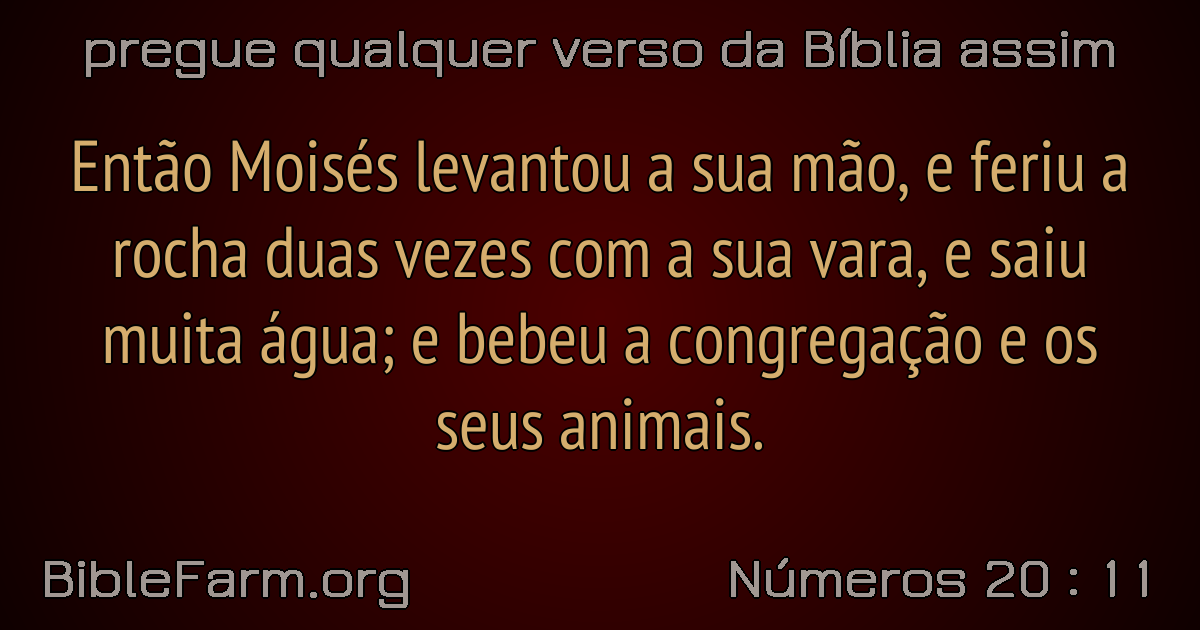 pregue qualquer verso da Bíblia assim
Então Moisés levantou a sua mão, e feriu a
rocha duas vezes com a sua vara, e saiu
muita água; e bebeu a congregação e os
seus animais.
BibleFarm.org
Números 20 : 11